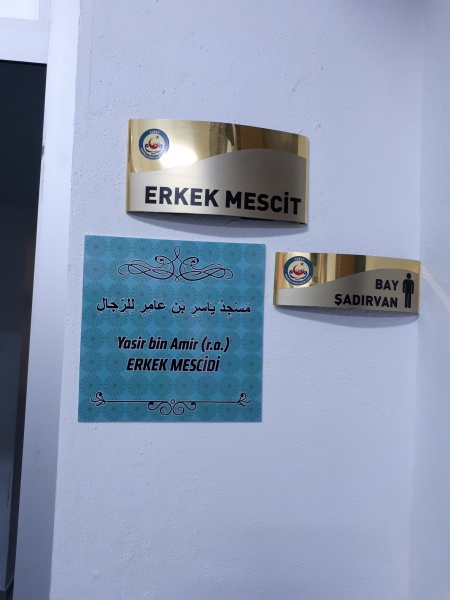 ERKEK MESCİT
BAY
ŞADIRVAN
مسجد ياسر بن عامر للرجال
Yasir bin Amir (r.a.)
ERKEK MESCİDİ